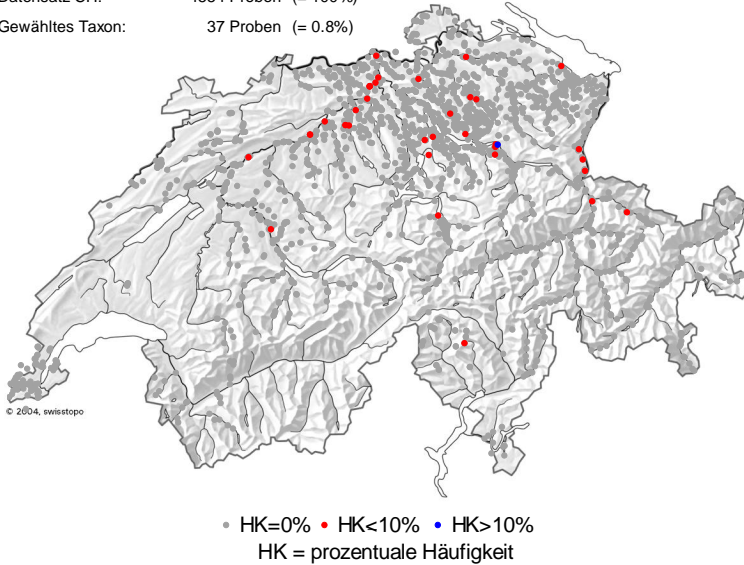 Gewähltes Taxon: 37 Proben (= 0.8%)
© 2004, swisstopo
HK=0% HK<10% HK>10%
HK = prozentuale Häufigkeit